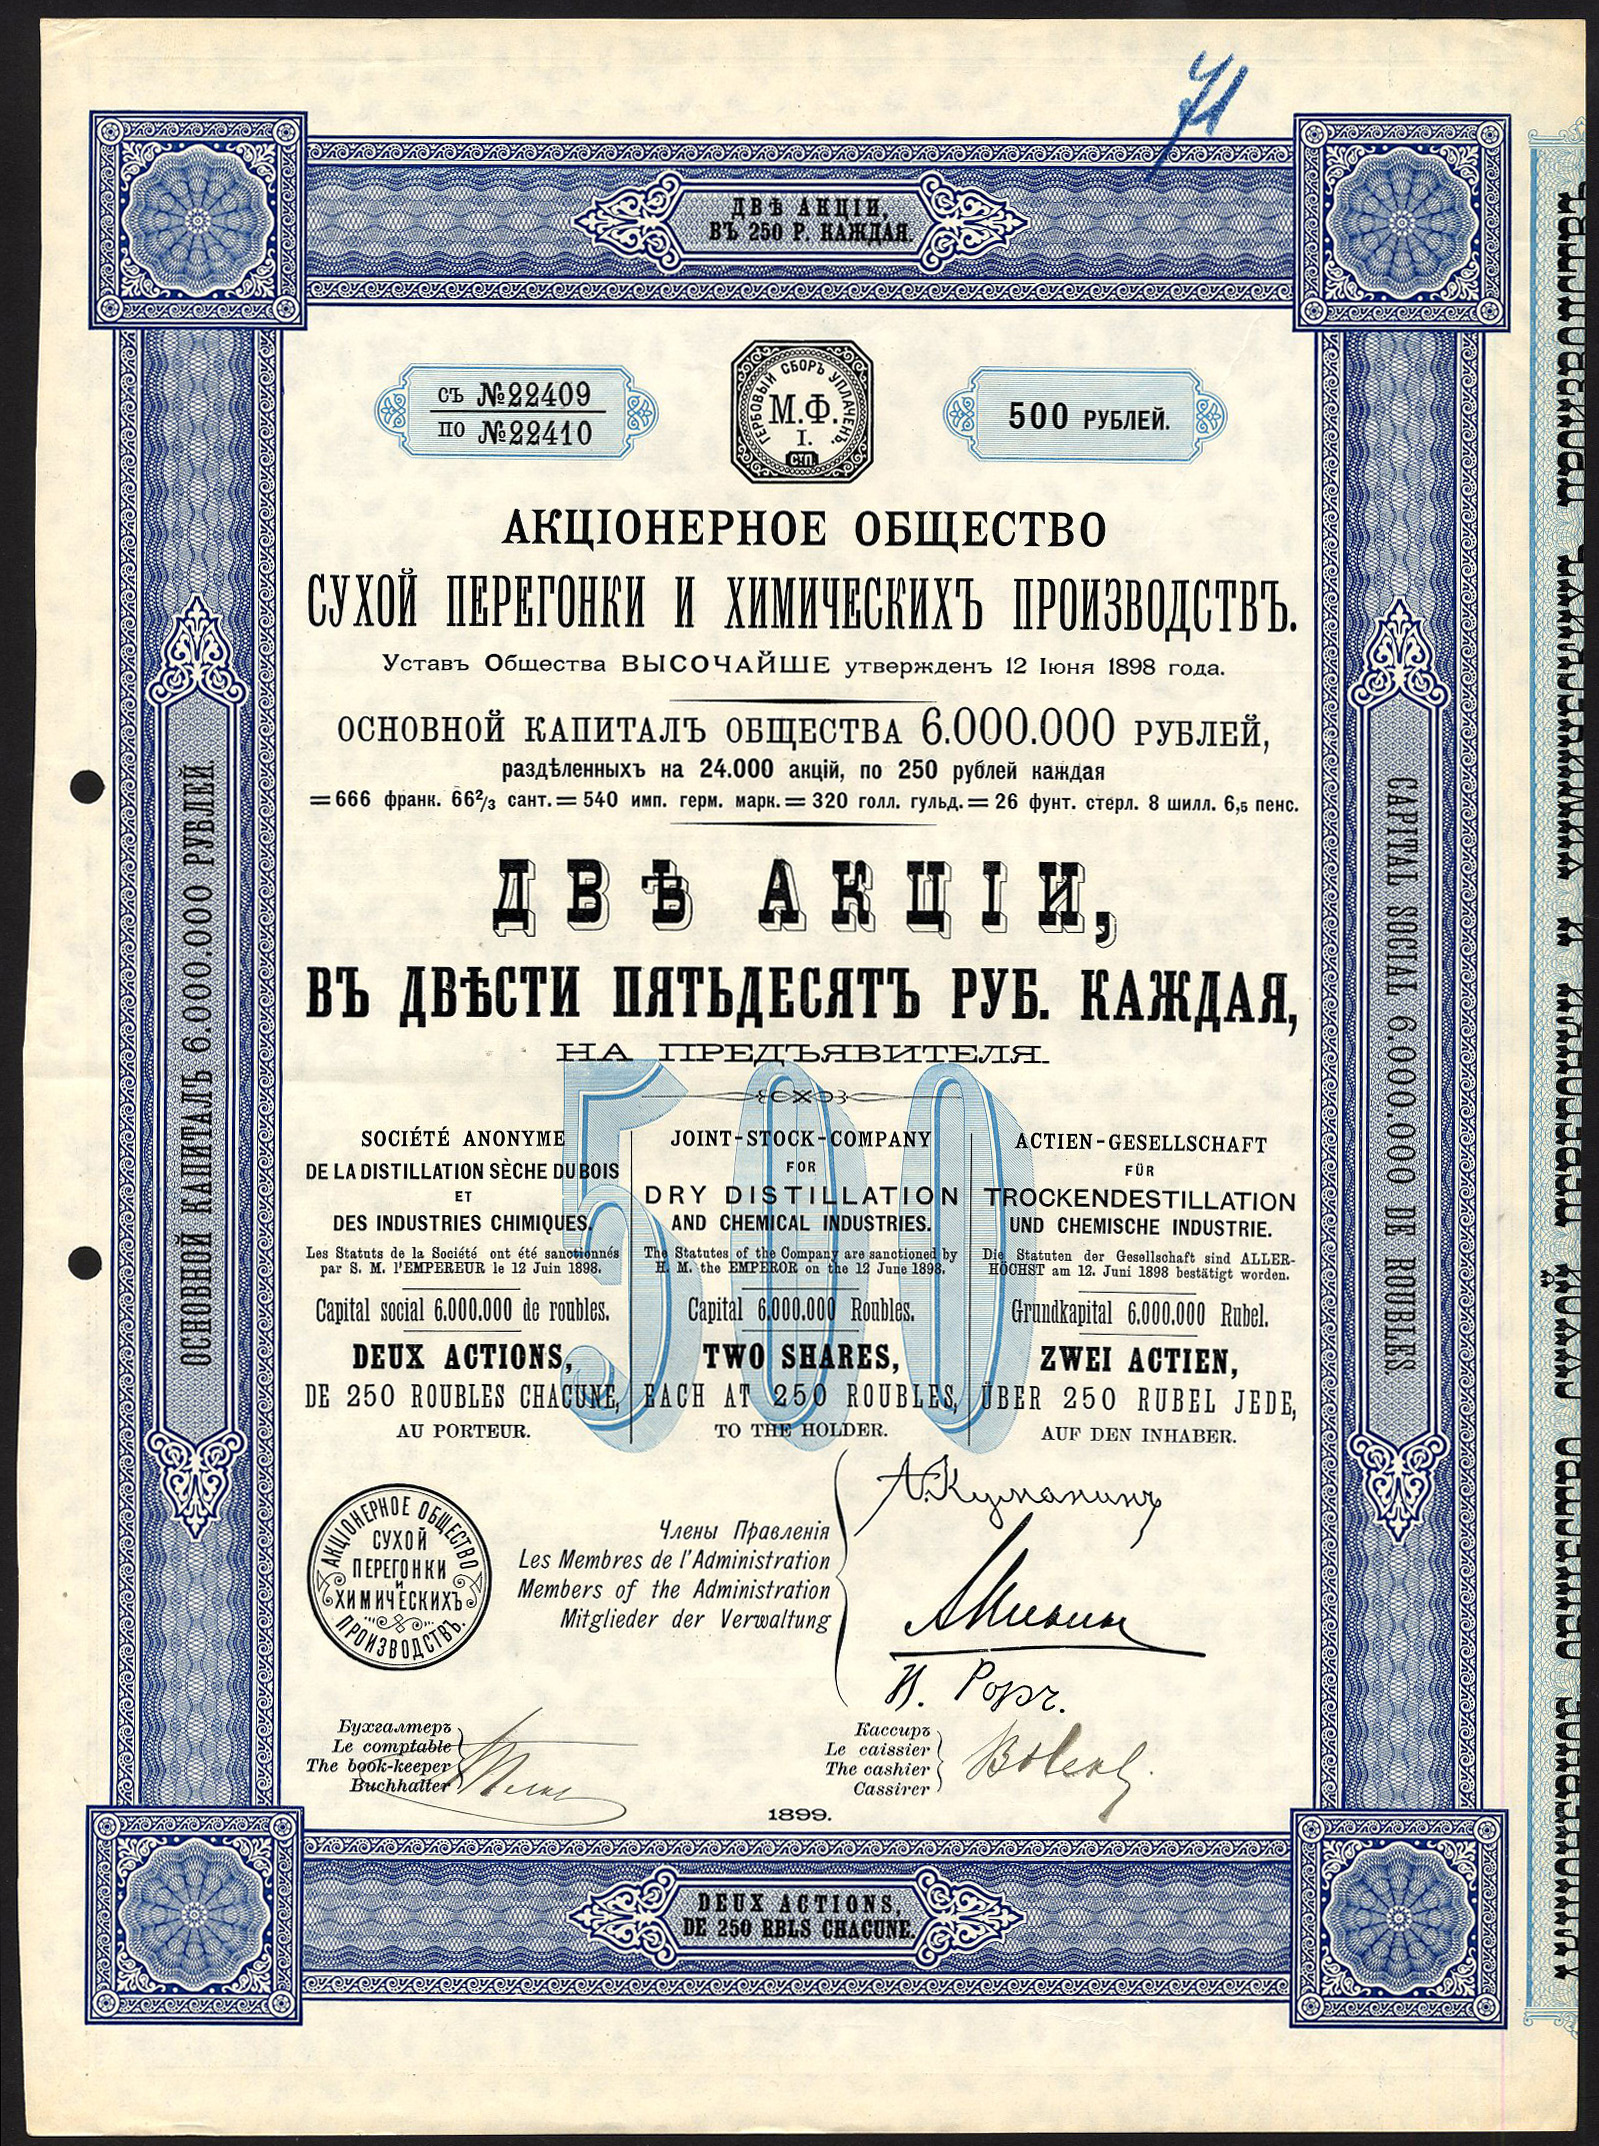 71
ДВѢ АКЦІИ,
ВЪ 250 Р. КАЖДАЯ.
съ №22409
по №22410
ГЕРБОВЫЙ СБОРЪ УПЛАЧЕНЪ.
М.Ф.
I.
С.П.
500 РУБЛЕЙ.
АКЦІОНЕРНОЕ ОБЩЕСТВО
СУХОЙ ПЕРЕГОНКИ И ХИМИЧЕСКИХЪ ПРОИЗВОДСТВЪ.
Уставъ Общества ВЫСОЧАЙШЕ утвержденъ 12 Іюня 1898 года.
ОСНОВНОЙ КАПИТАЛЪ ОБЩЕСТВА 6.000.000 РУБЛЕЙ,
раздѣленныхъ на 24.000 акцій, по 250 рублей каждая
=666 франк. 66⅔ сант.=540 имп. герм. марк.=320 голл. гульд.=26 фунт. стерл. 8 шилл. 6,5 пенс.
ДВѢ АКЦІИ,
ВЪ ДВѢСТИ ПЯТЬДЕСЯТЪ РУБ. КАЖДАЯ,
НА ПРЕДЪЯВИТЕЛЯ.
500
SOCIÉTÉ ANONYME
DE LA DISTILLATION SÈCHE DU BOIS
ET
DES INDUSTRIES CHIMIQUES.
Les Statuts de la Société ont été sanctionnés
par S. M. l'EMPEREUR le 12 Juin 1898.
Capital social 6.000.000 de roubles.
DEUX ACTIONS,
DE 250 ROUBLES CHACUNE,
AU PORTEUR.
JOINT-STOCK-COMPANY
FOR
DRY DISTILLATION
AND CHEMICAL INDUSTRIES.
The Statutes of the Company are sanctioned by
H. M. the EMPEROR on the 12 June 1898.
Capital 6.000.000 Roubles.
TWO SHARES,
EACH AT 250 ROUBLES,
TO THE HOLDER.
ACTIEN-GESELLSCHAFT
FÜR
TROCKENDESTILLATION
UND CHEMISCHE INDUSTRIE.
Die Statuten der Gesellschaft sind ALLER-
HÖCHST am 12. Juni 1898 bestätigt worden.
Grundkapital 6.000.000 Rubel.
ZWEI ACTIEN,
ÜBER 250 RUBEL JEDE,
AUF DEN INHABER.
АКЦІОНЕРНОЕ ОБЩЕСТВО
СУХОЙ
ПЕРЕГОНКИ
И
ХИМИЧЕСКИХЪ
ПРОИЗВОДСТВЪ.
Члены Правленія
Les Membres de l'Administration
Members of the Administration
Mitglieder der Verwaltung
А. Куманинъ
Бухгалтеръ
Le comptable
The book-keeper
Buchhalter
Кассиръ
Le caissier
The cashier
Cassirer
1899.
DEUX ACTIONS,
DE 250 RBLS CHACUNE.
ОСНОВНОЙ КАПИТАЛЪ 6.000.000 РУБЛЕЙ.
CAPITAL SOCIAL 6.000.000 DE ROUBLES.